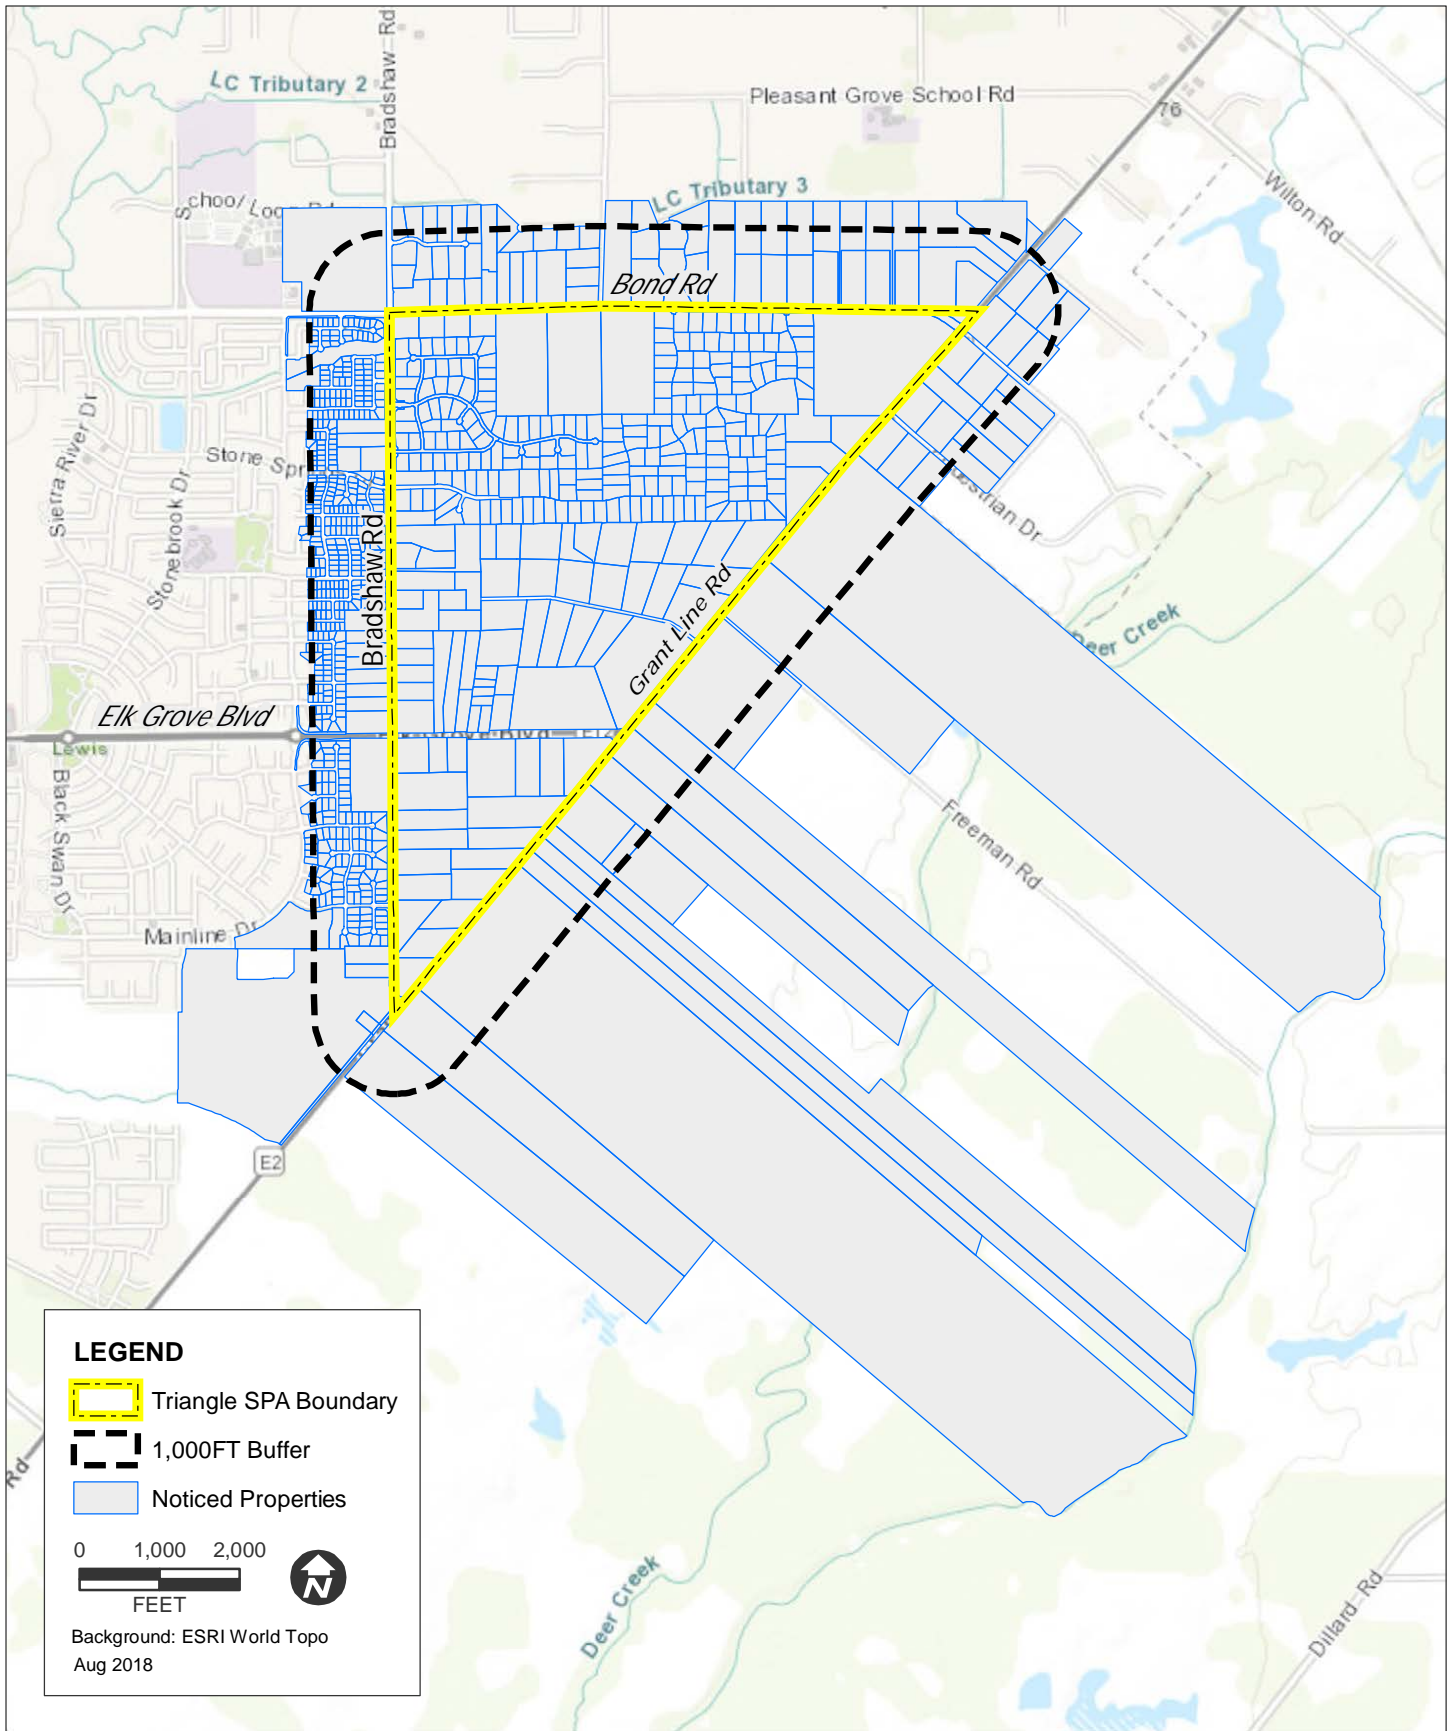 Bradshaw Rd
LC Tributary 2
Pleasant Grove School Rd
76
LC Tributary 3
Wilton Rd
Bond Rd
Sierra River Dr
Stonebrook Dr
Stone
Bradshaw Rd
Grant Line Rd
Deer Creek
Elk Grove Blvd
Lewis
Black Swan Dr
Freeman Rd
Mainline Dr
E2
Rd
LEGEND
Triangle SPA Boundary
1,000FT Buffer
Noticed Properties
0 1,000 2,000
FEET
N
Background: ESRI World Topo
Aug 2018
Deer Creek
Dillard Rd